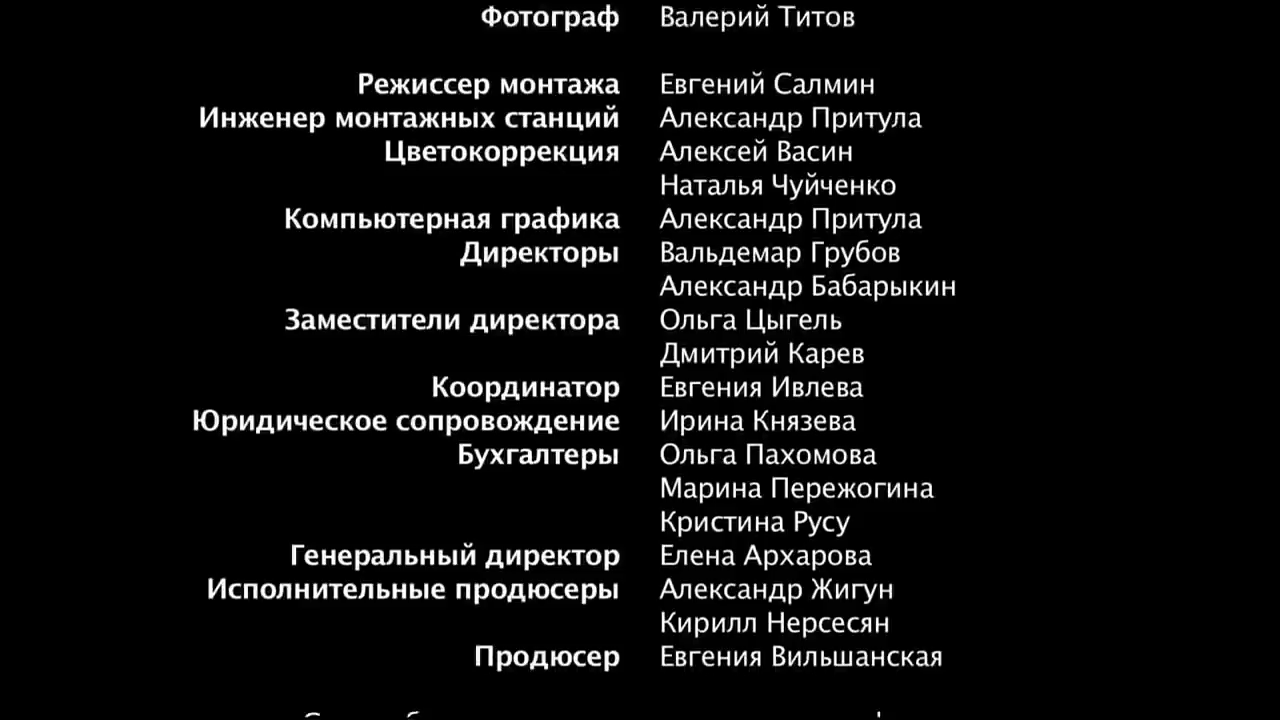 Фотограф Валерий Титов
Режиссер монтажа Евгений Салмин
Инженер монтажных станций Александр Притула
Цветокоррекция Алексей Васин
Наталья Чуйченко
Компьютерная графика Александр Притула
Директоры Вальдемар Грубов
Александр Бабарыкин
Заместители директора Ольга Цыгель
Дмитрий Карев
Координатор Евгения Ивлева
Юридическое сопровождение Ирина Князева
Бухгалтеры Ольга Пахомова
Марина Пережогина
Кристина Русу
Генеральный директор Елена Архарова
Исполнительные продюсеры Александр Жигун
Кирилл Нерсесян
Продюсер Евгения Вильшанская